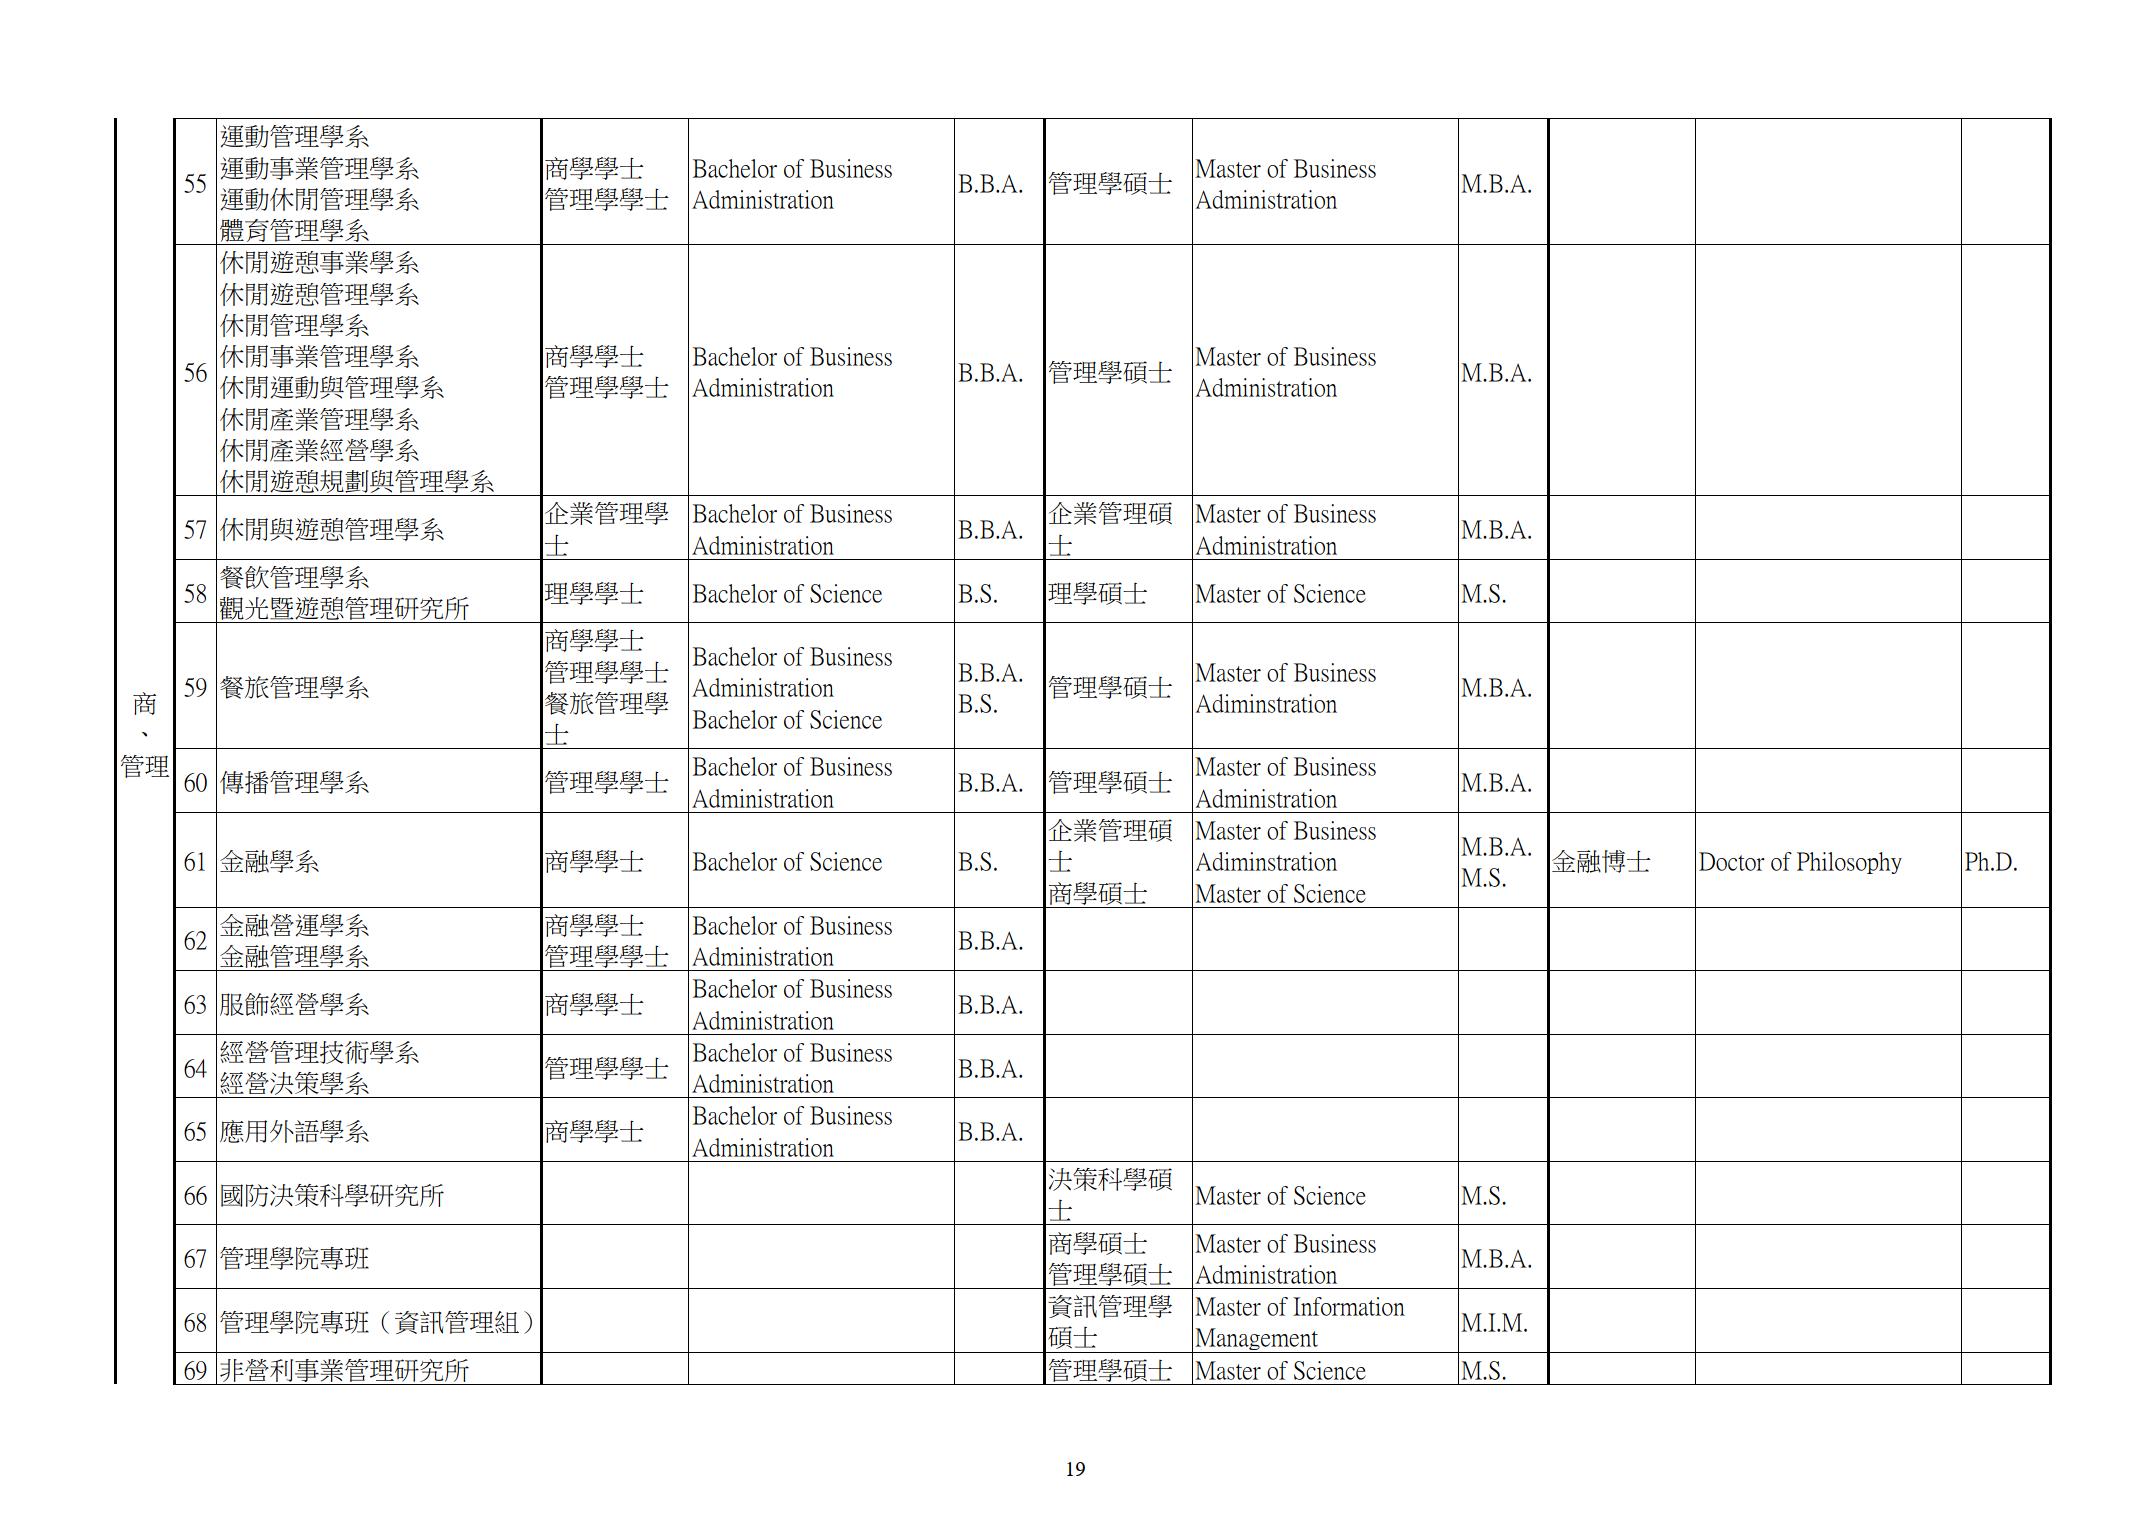 商
、
管理
55
運動管理學系
運動事業管理學系
運動休閒管理學系
體育管理學系
商學學士
管理學學士
Bachelor of Business
Administration
B.B.A.
管理學碩士
Master of Business
Administration
M.B.A.
56
休閒遊憩事業學系
休閒遊憩管理學系
休閒管理學系
休閒事業管理學系
休閒運動與管理學系
休閒產業管理學系
休閒產業經營學系
休閒遊憩規劃與管理學系
商學學士
管理學學士
Bachelor of Business
Administration
B.B.A.
管理學碩士
Master of Business
Administration
M.B.A.
57
休閒與遊憩管理學系
企業管理學
士
Bachelor of Business
Administration
B.B.A.
企業管理碩
士
Master of Business
Administration
M.B.A.
58
餐飲管理學系
觀光暨遊憩管理研究所
理學學士
Bachelor of Science
B.S.
理學碩士
Master of Science
M.S.
59
餐旅管理學系
商學學士
管理學學士
餐旅管理學
士
Bachelor of Business
Administration
Bachelor of Science
B.B.A.
B.S.
管理學碩士
Master of Business
Adiminstration
M.B.A.
60
傳播管理學系
管理學學士
Bachelor of Business
Administration
B.B.A.
管理學碩士
Master of Business
Administration
M.B.A.
61
金融學系
商學學士
Bachelor of Science
B.S.
企業管理碩
士
商學碩士
Master of Business
Adiminstration
Master of Science
M.B.A.
M.S.
金融博士
Doctor of Philosophy
Ph.D.
62
金融營運學系
金融管理學系
商學學士
管理學學士
Bachelor of Business
Administration
B.B.A.
63
服飾經營學系
商學學士
Bachelor of Business
Administration
B.B.A.
64
經營管理技術學系
經營決策學系
管理學學士
Bachelor of Business
Administration
B.B.A.
65
應用外語學系
商學學士
Bachelor of Business
Administration
B.B.A.
66
國防決策科學研究所
決策科學碩
士
Master of Science
M.S.
67
管理學院專班
商學碩士
管理學碩士
Master of Business
Administration
M.B.A.
68
管理學院專班（資訊管理組）
資訊管理學
碩士
Master of Information
Management
M.I.M.
69
非營利事業管理研究所
管理學碩士
Master of Science
M.S.
19